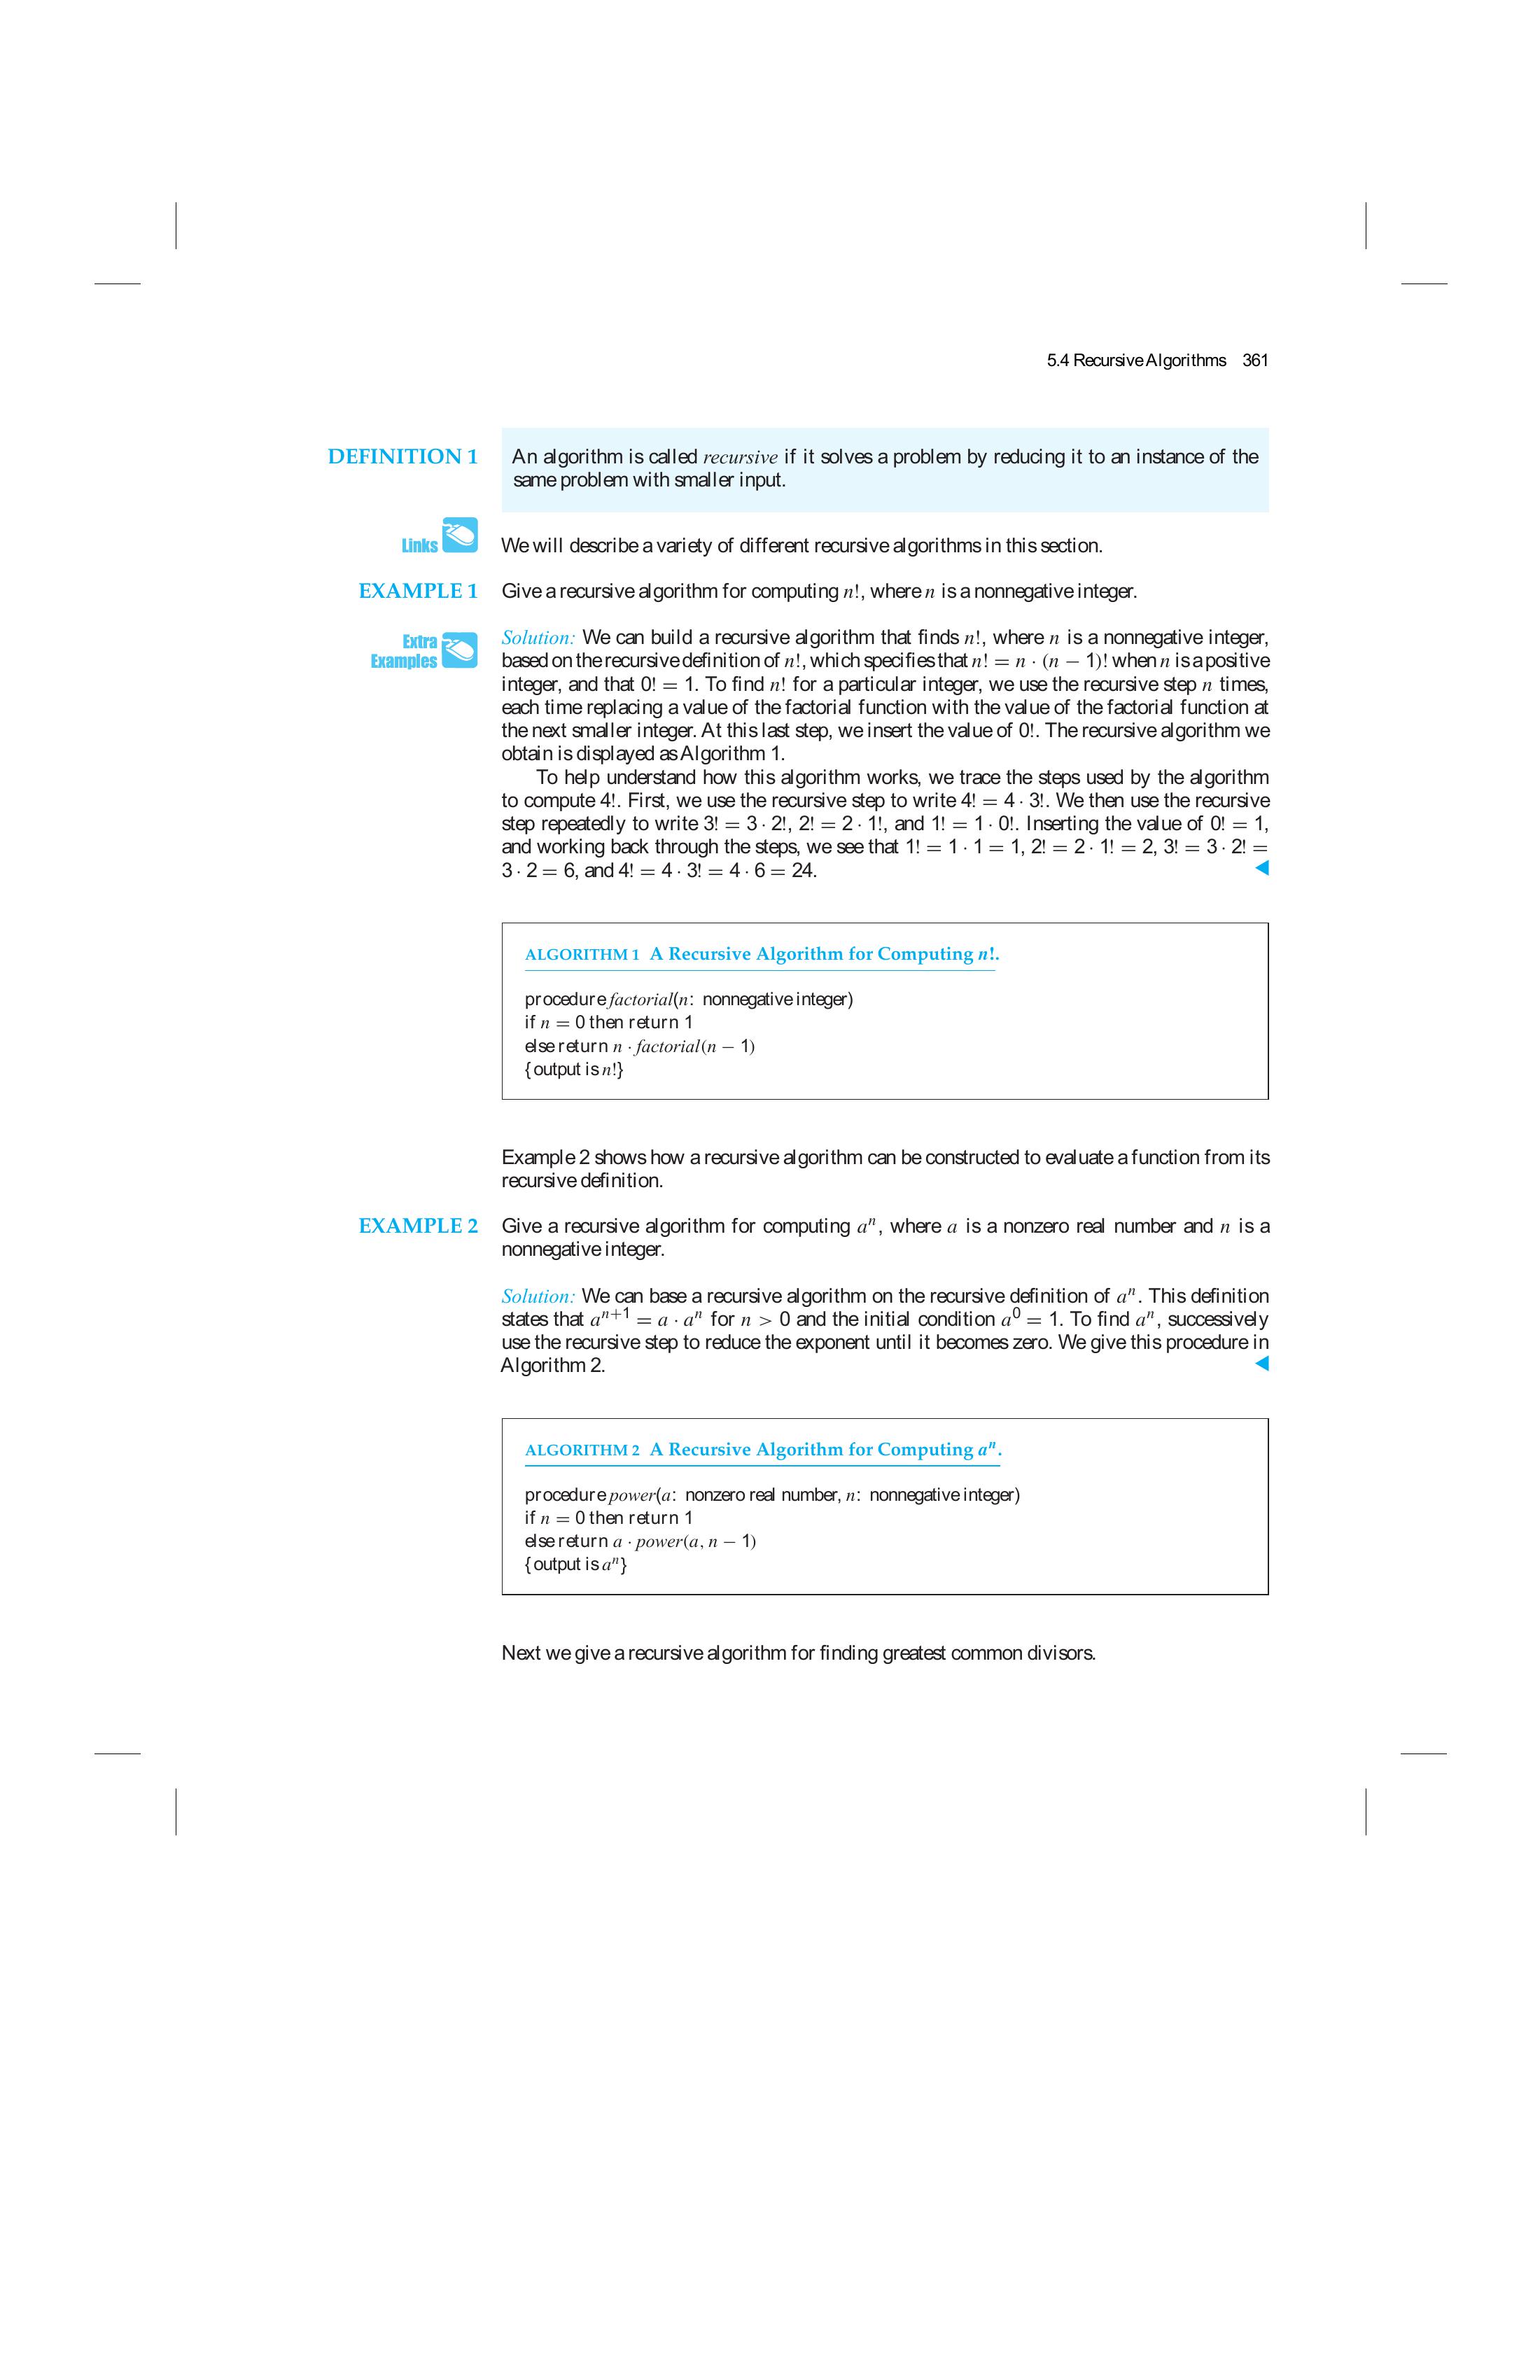 5.4 Recursive Algorithms 361
DEFINITION 1 An algorithm is called recursive if it solves a problem by reducing it to an instance of the
same problem with smaller input.
Links We will describe a variety of different recursive algorithms in this section.
EXAMPLE 1 Give a recursive algorithm for computing n!, where n is a nonnegative integer.
Extra
Examples
Solution: We can build a recursive algorithm that finds n!, where n is a nonnegative integer,
based on the recursive definition of n!, which specifies that n! = n · (n − 1)! when n is a positive
integer, and that 0! = 1. To find n! for a particular integer, we use the recursive step n times,
each time replacing a value of the factorial function with the value of the factorial function at
the next smaller integer. At this last step, we insert the value of 0!. The recursive algorithm we
obtain is displayed as Algorithm 1.
To help understand how this algorithm works, we trace the steps used by the algorithm
to compute 4!. First, we use the recursive step to write 4! = 4 · 3!. We then use the recursive
step repeatedly to write 3! = 3 · 2!, 2! = 2 · 1!, and 1! = 1 · 0!. Inserting the value of 0! = 1,
and working back through the steps, we see that 1! = 1 · 1 = 1, 2! = 2 · 1! = 2, 3! = 3 · 2! =
3 · 2 = 6, and 4! = 4 · 3! = 4 · 6 = 24.
ALGORITHM 1 A Recursive Algorithm for Computing n!.
procedure factorial(n: nonnegative integer)
if n = 0 then return 1
else return n · factorial(n − 1)
{output is n!}
Example 2 shows how a recursive algorithm can be constructed to evaluate a function from its
recursive definition.
EXAMPLE 2 Give a recursive algorithm for computing aⁿ, where a is a nonzero real number and n is a
nonnegative integer.
Solution: We can base a recursive algorithm on the recursive definition of aⁿ. This definition
states that aⁿ⁺¹ = a · aⁿ for n > 0 and the initial condition a⁰ = 1. To find aⁿ, successively
use the recursive step to reduce the exponent until it becomes zero. We give this procedure in
Algorithm 2.
ALGORITHM 2 A Recursive Algorithm for Computing aⁿ.
procedure power(a: nonzero real number, n: nonnegative integer)
if n = 0 then return 1
else return a · power(a, n − 1)
{output is aⁿ}
Next we give a recursive algorithm for finding greatest common divisors.